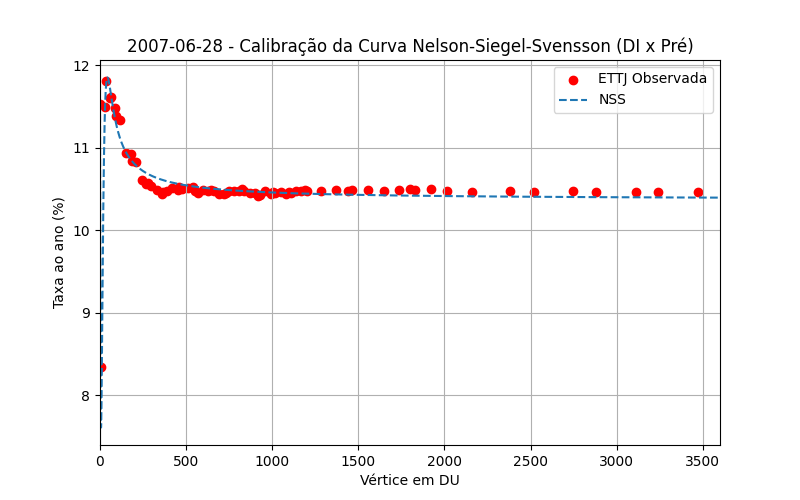 2007-06-28 - Calibração da Curva Nelson-Siegel-Svensson (DI x Pré)
ETTJ Observada
NSS
Taxa ao ano (%)
12
11
10
9
8
0 500 1000 1500 2000 2500 3000 3500
Vértice em DU